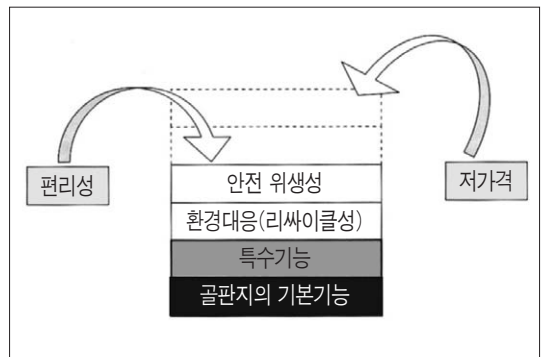 편리성
저가격
안전 위생성
환경대응(리싸이클성)
특수기능
골판지의 기본기능